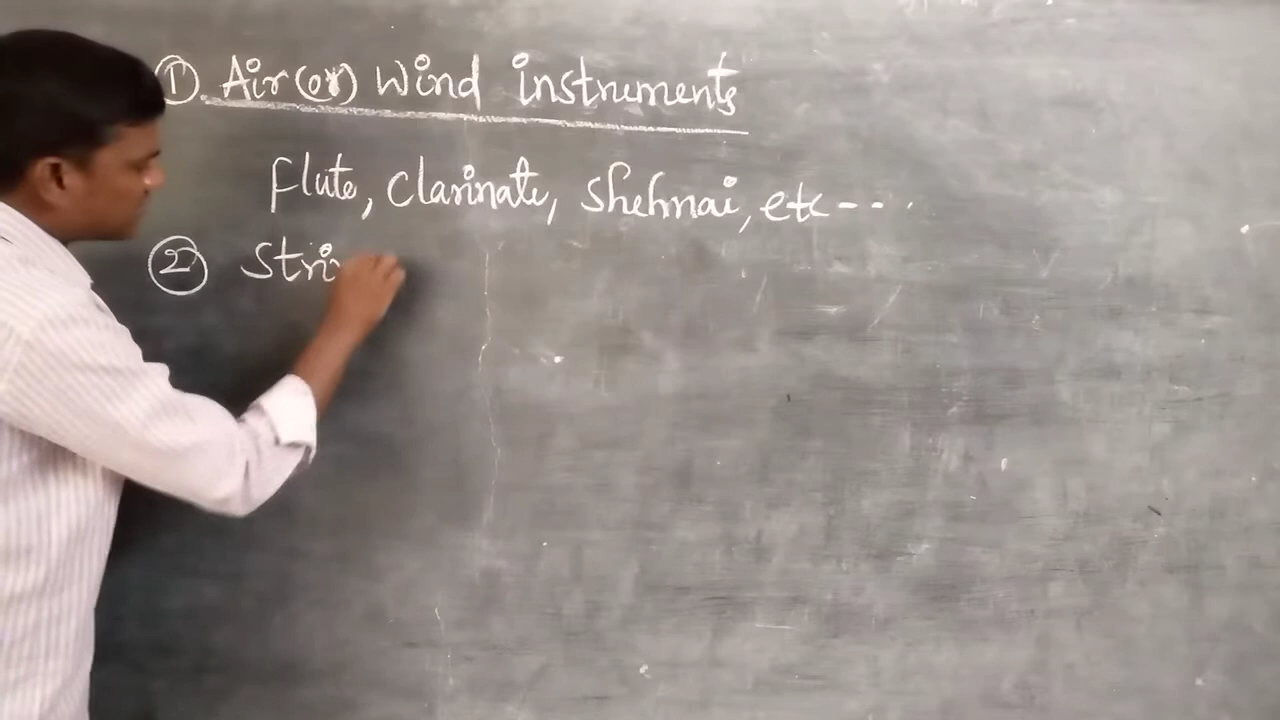 ① Air (or) Wind instruments
Flute, Clarinate, Shehnai, etc - - .
② Stri